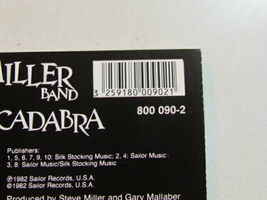 MILLER
BAND
CADABRA
3 259180 009021
800 090-2
Publishers:
1, 5, 6, 7, 9, 10: Silk Stocking Music; 2, 4: Sailor Music;
3, 8: Sailor Music/Silk Stocking Music
℗1982 Sailor Records, U.S.A.
©1982 Sailor Records, U.S.A.
Produced by Steve Miller and Gary Mallaber